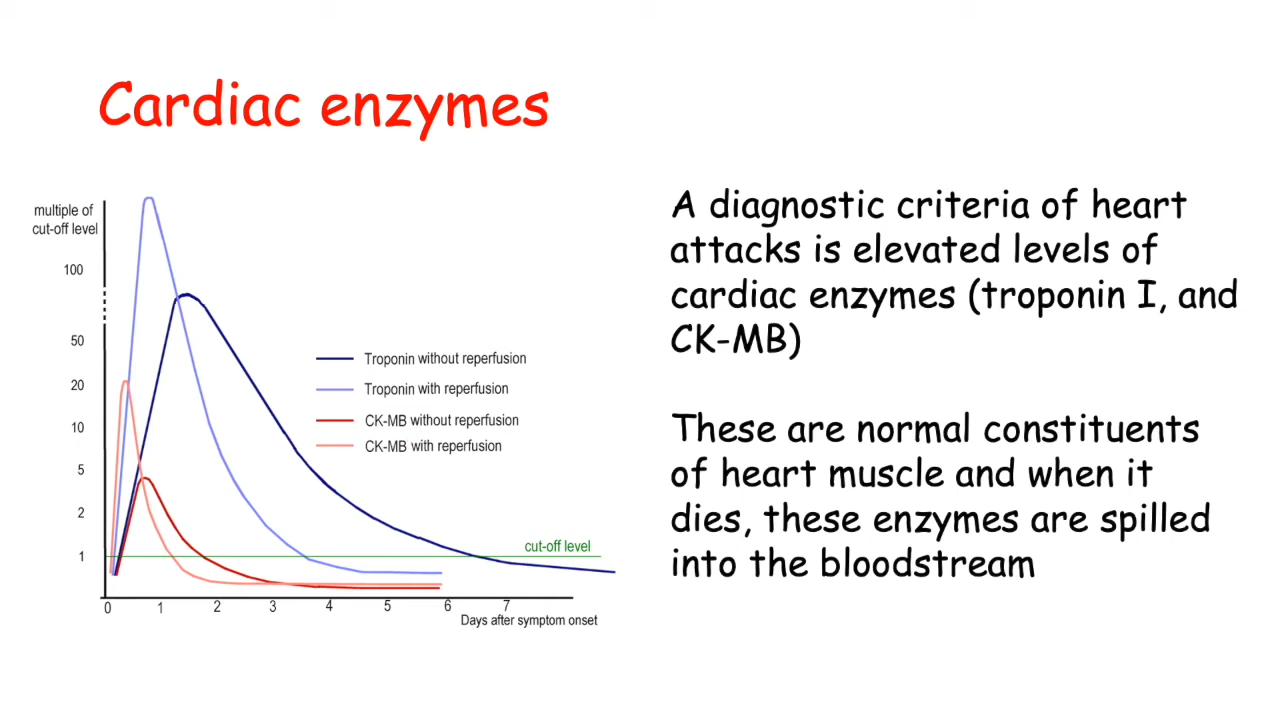 Cardiac enzymes
multiple of
cut-off level
100
50
20
10
5
2
1
Troponin without reperfusion
Troponin with reperfusion
CK-MB without reperfusion
CK-MB with reperfusion
cut-off level
0 1 2 3 4 5 6 7
Days after symptom onset
A diagnostic criteria of heart
attacks is elevated levels of
cardiac enzymes (troponin I, and
CK-MB)
These are normal constituents
of heart muscle and when it
dies, these enzymes are spilled
into the bloodstream